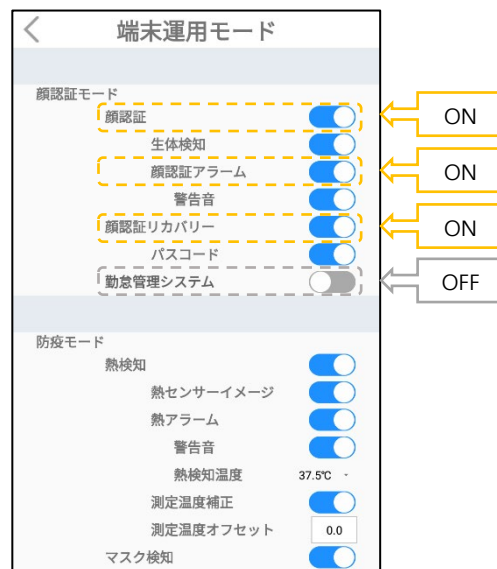 端末運用モード
顔認証モード
顔認証
ON
生体検知
顔認証アラーム
ON
警告音
顔認証リカバリー
ON
パスコード
勤怠管理システム
OFF
防疫モード
熱検知
熱センサーイメージ
熱アラーム
警告音
熱検知温度 37.5℃
測定温度補正
測定温度オフセット 0.0
マスク検知